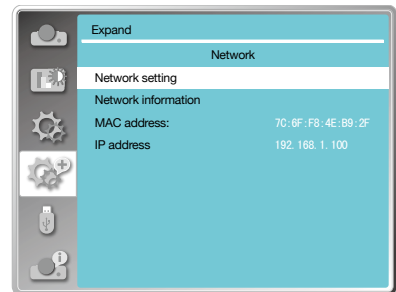 Expand
Network
Network setting
Network information
MAC address: 7C:6F:F8:4E:B9:2F
IP address 192. 168. 1. 100